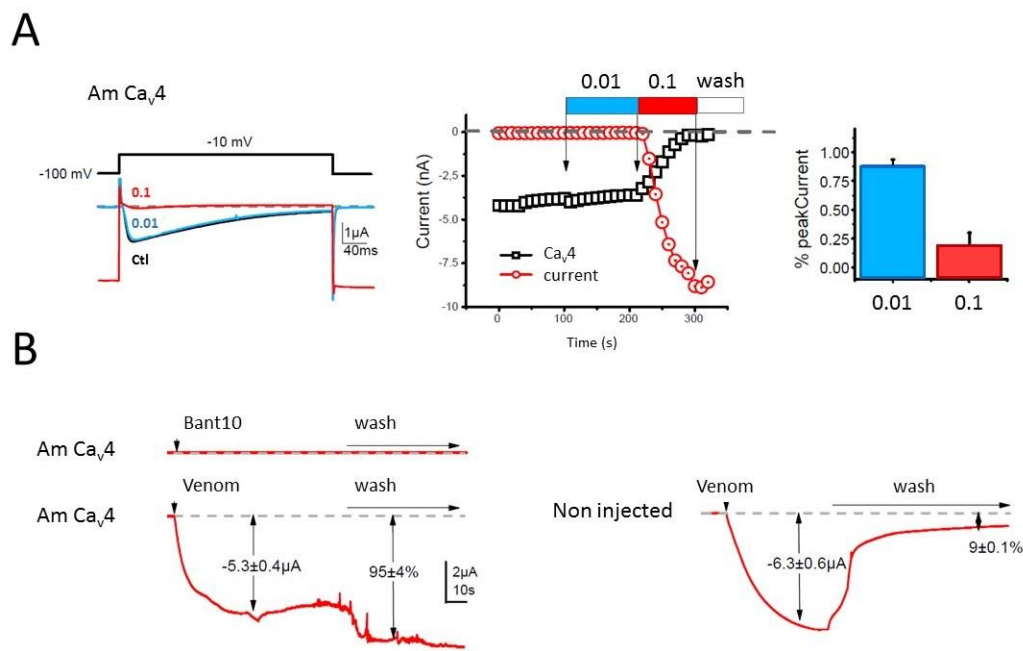 A
Am Caᵥ4
-10 mV
-100 mV
0.1
0.01
Ctl
1µA
40ms
0.01 0.1 wash
Current (nA)
0
-2.5
-5.0
-7.5
-10
Caᵥ4
current
0 100 200 300
Time (s)
% peakCurrent
1.00
0.75
0.25
0.00
0.01 0.1
B
Bant10 wash
Am Caᵥ4
Venom wash
Am Caᵥ4
-5.3±0.4µA
95±4%
2µA
10s
Non injected
Venom wash
-6.3±0.6µA
9±0.1%